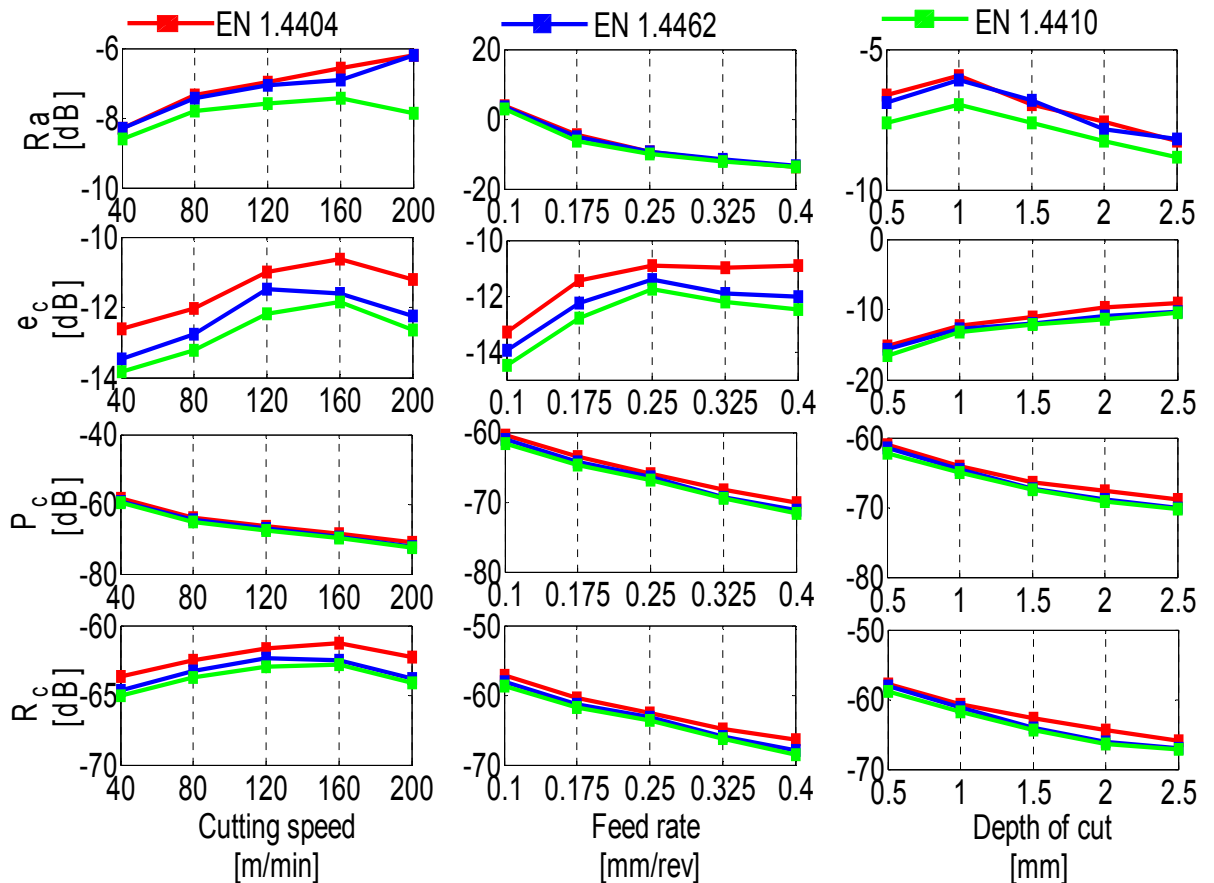 EN 1.4404 EN 1.4462 EN 1.4410
-6 20 -5
Ra [dB]
-8 0
-10 -20 -10
40 80 120 160 200 0.1 0.175 0.25 0.325 0.4 0.5 1 1.5 2 2.5
-10 -10 0
e_c [dB]
-12 -12 -10
-14 -14 -20
40 80 120 160 200 0.1 0.175 0.25 0.325 0.4 0.5 1 1.5 2 2.5
-40 -60 -60
P_c [dB]
-60 -70 -70
-80 -80 -80
40 80 120 160 200 0.1 0.175 0.25 0.325 0.4 0.5 1 1.5 2 2.5
-60 -50 -50
R_c [dB]
-65 -60 -60
-70 -70 -70
40 80 120 160 200 0.1 0.175 0.25 0.325 0.4 0.5 1 1.5 2 2.5
Cutting speed Feed rate Depth of cut
[m/min] [mm/rev] [mm]